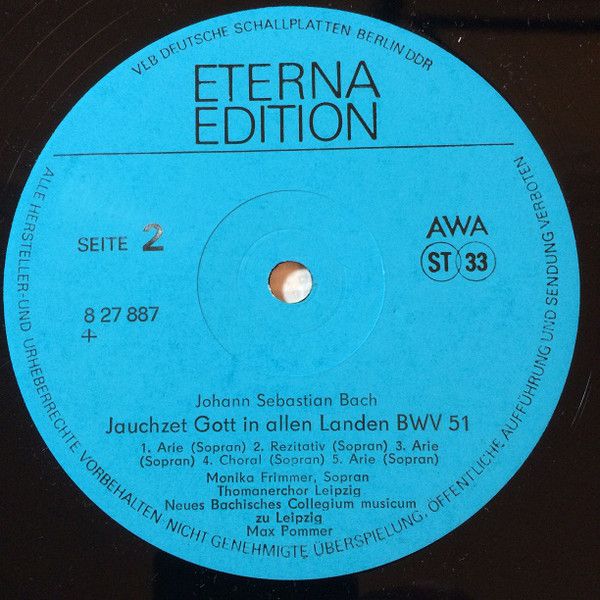 VEB DEUTSCHE SCHALLPLATTEN BERLIN DDR
ETERNA
EDITION
SEITE 2
AWA
ST 33
8 27 887
+
Johann Sebastian Bach
Jauchzet Gott in allen Landen BWV 51
1. Arie (Sopran) 2. Rezitativ (Sopran) 3. Arie
(Sopran) 4. Choral (Sopran) 5. Arie (Sopran)
Monika Frimmer, Sopran
Thomanerchor Leipzig
Neues Bachisches Collegium musicum
zu Leipzig
Max Pommer
ALLE HERSTELLER-UND URHEBERRECHTE VORBEHALTEN NICHT GENEHMIGTE ÜBERSPIELUNG, ÖFFENTLICHE AUFFÜHRUNG UND SENDUNG VERBOTEN